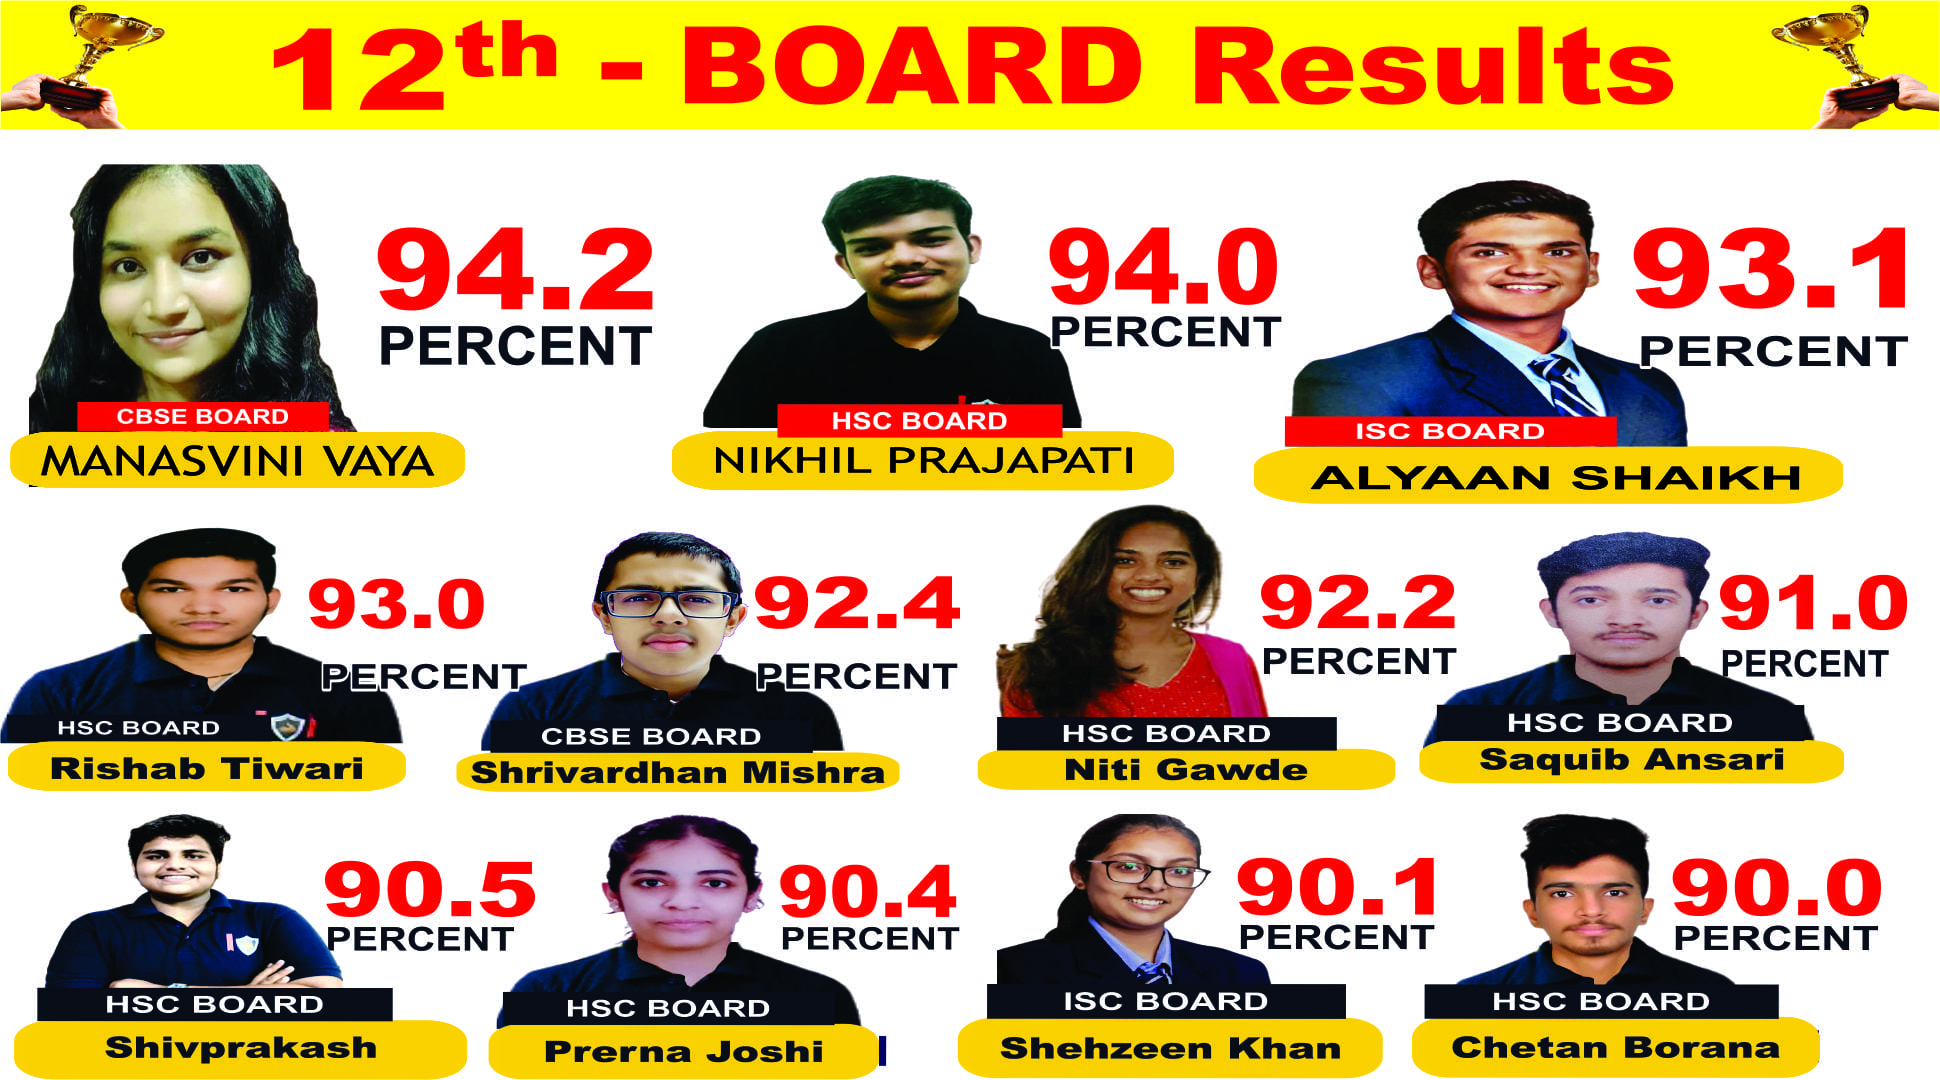 12th - BOARD Results
94.2
PERCENT
CBSE BOARD
MANASVINI VAYA
94.0
PERCENT
HSC BOARD
NIKHIL PRAJAPATI
93.1
PERCENT
ISC BOARD
ALYAAN SHAIKH
93.0
PERCENT
HSC BOARD
Rishab Tiwari
92.4
PERCENT
CBSE BOARD
Shrivardhan Mishra
92.2
PERCENT
HSC BOARD
Niti Gawde
91.0
PERCENT
HSC BOARD
Saquib Ansari
90.5
PERCENT
HSC BOARD
Shivprakash
90.4
PERCENT
HSC BOARD
Prerna Joshi
90.1
PERCENT
ISC BOARD
Shehzeen Khan
90.0
PERCENT
HSC BOARD
Chetan Borana